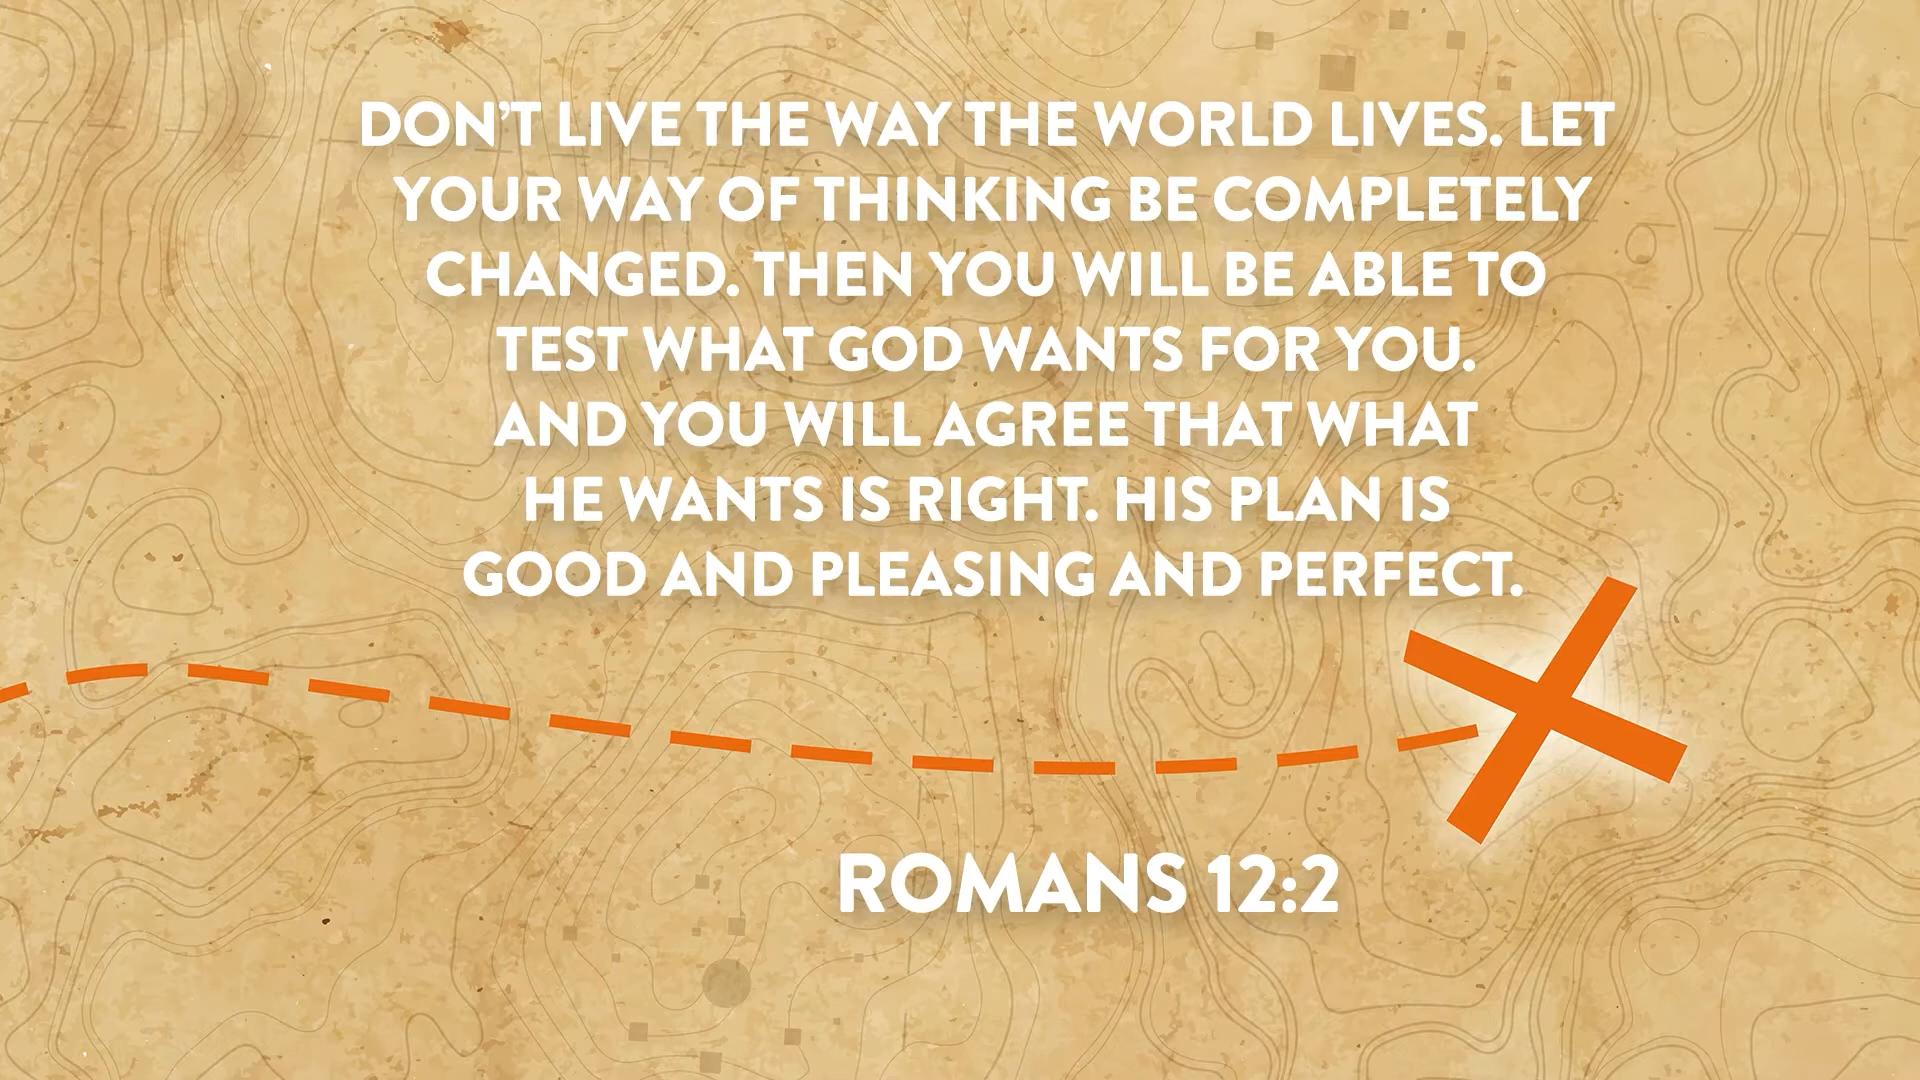 DON’T LIVE THE WAY THE WORLD LIVES. LET
YOUR WAY OF THINKING BE COMPLETELY
CHANGED. THEN YOU WILL BE ABLE TO
TEST WHAT GOD WANTS FOR YOU.
AND YOU WILL AGREE THAT WHAT
HE WANTS IS RIGHT. HIS PLAN IS
GOOD AND PLEASING AND PERFECT.
ROMANS 12:2